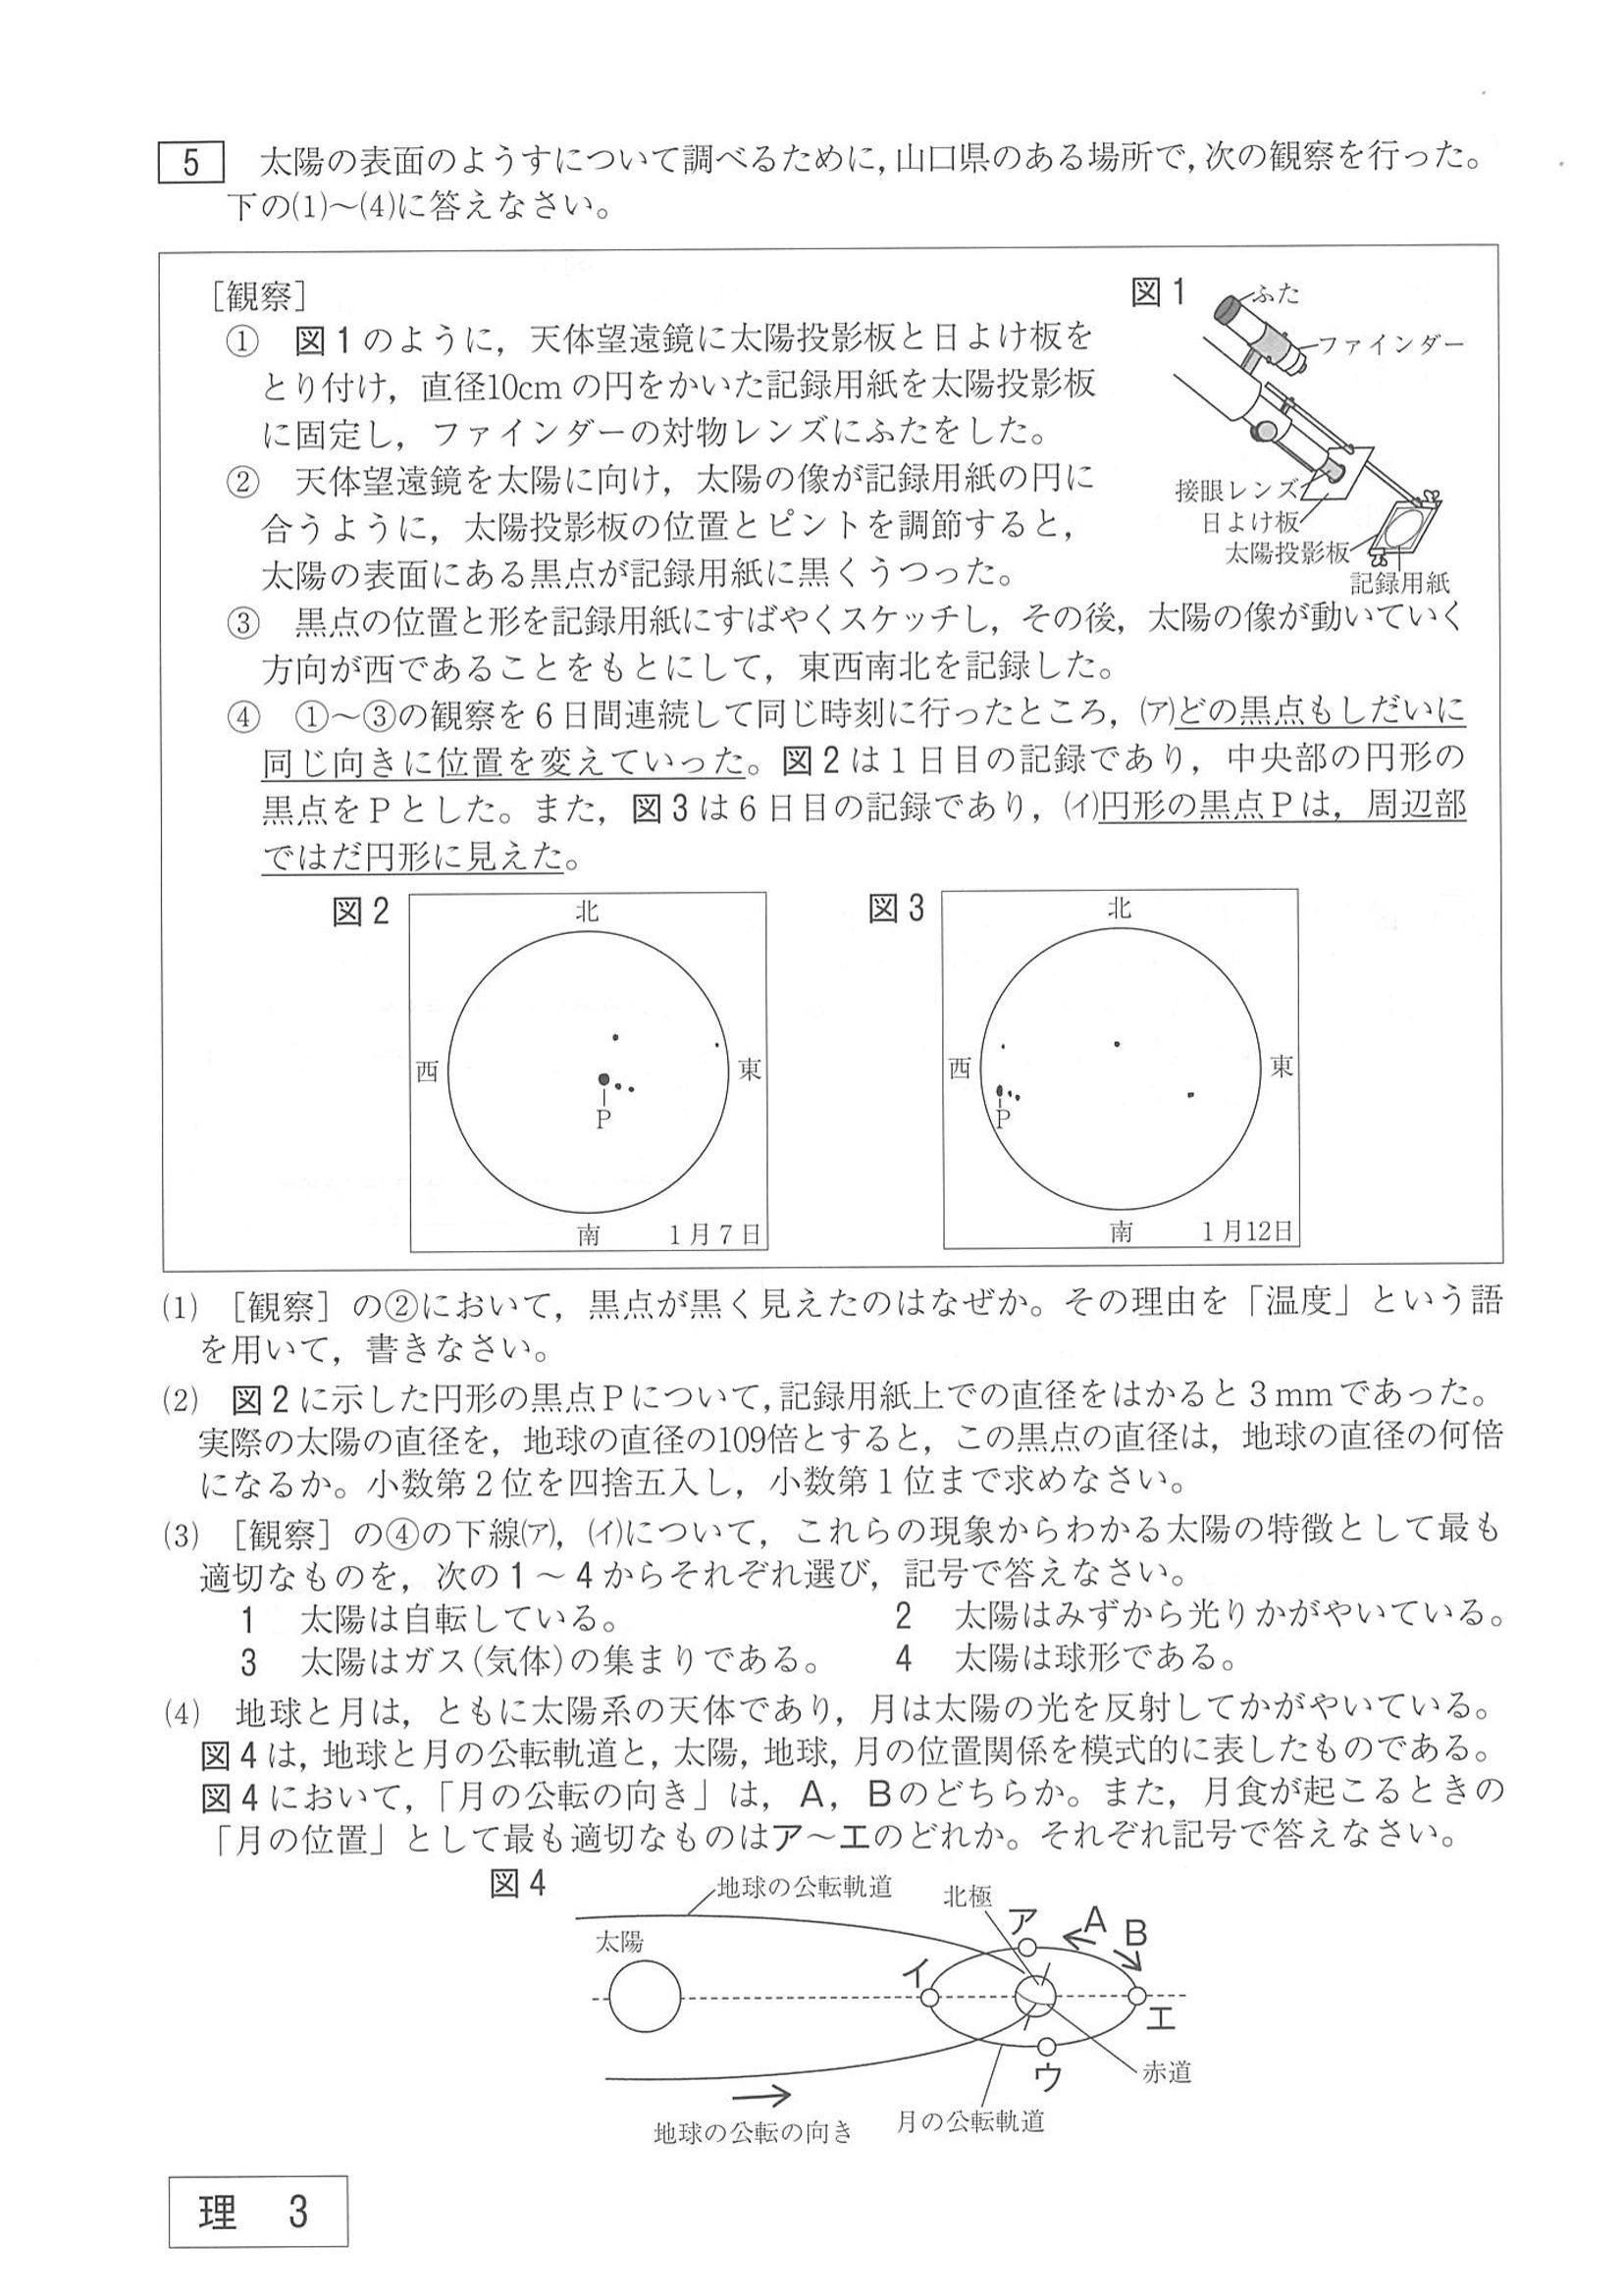 5　太陽の表面のようすについて調べるために，山口県のある場所で，次の観察を行った。
下の⑴～⑷に答えなさい。
［観察］
①　図1のように，天体望遠鏡に太陽投影板と日よけ板を
とり付け，直径10cm の円をかいた記録用紙を太陽投影板
に固定し，ファインダーの対物レンズにふたをした。
②　天体望遠鏡を太陽に向け，太陽の像が記録用紙の円に
合うように，太陽投影板の位置とピントを調節すると，
太陽の表面にある黒点が記録用紙に黒くうつった。
図1
ふた
ファインダー
接眼レンズ
日よけ板
太陽投影板
記録用紙
③　黒点の位置と形を記録用紙にすばやくスケッチし，その後，太陽の像が動いていく
方向が西であることをもとにして，東西南北を記録した。
④　①～③の観察を6日間連続して同じ時刻に行ったところ，㋐どの黒点もしだいに
同じ向きに位置を変えていった。図2は1日目の記録であり，中央部の円形の
黒点をPとした。また，図3は6日目の記録であり，㋑円形の黒点Pは，周辺部
ではだ円形に見えた。
図2
北
西
東
P
南
1月7日
図3
北
西
東
P
南
1月12日
⑴　［観察］の②において，黒点が黒く見えたのはなぜか。その理由を「温度」という語
を用いて，書きなさい。
⑵　図2に示した円形の黒点Pについて，記録用紙上での直径をはかると3mmであった。
実際の太陽の直径を，地球の直径の109倍とすると，この黒点の直径は，地球の直径の何倍
になるか。小数第2位を四捨五入し，小数第1位まで求めなさい。
⑶　［観察］の④の下線㋐，㋑について，これらの現象からわかる太陽の特徴として最も
適切なものを，次の1～4からそれぞれ選び，記号で答えなさい。
1　太陽は自転している。　2　太陽はみずから光りかがやいている。
3　太陽はガス（気体）の集まりである。　4　太陽は球形である。
⑷　地球と月は，ともに太陽系の天体であり，月は太陽の光を反射してかがやいている。
図4は，地球と月の公転軌道と，太陽，地球，月の位置関係を模式的に表したものである。
図4において，「月の公転の向き」は，A，Bのどちらか。また，月食が起こるときの
「月の位置」として最も適切なものはア～エのどれか。それぞれ記号で答えなさい。
図4
地球の公転軌道
北極
太陽
ア
A
B
イ
エ
ウ
赤道
月の公転軌道
地球の公転の向き
理　3